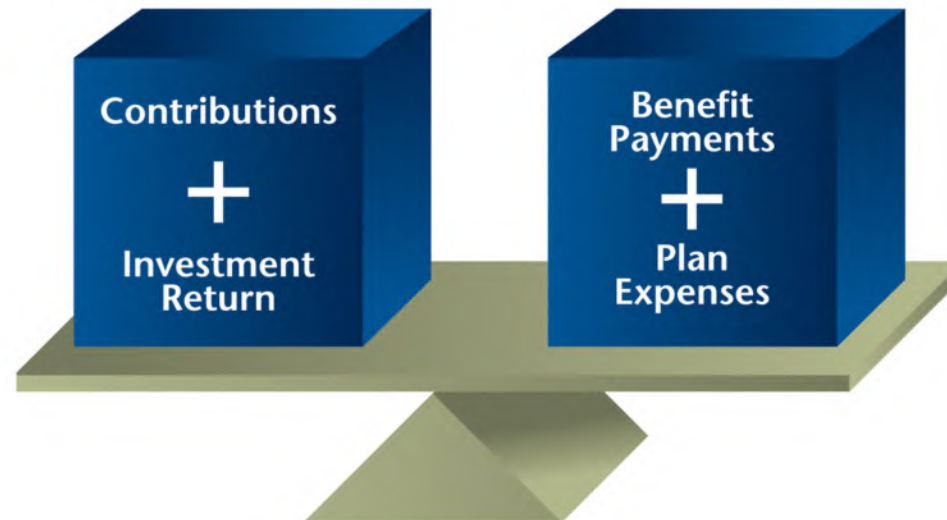 Contributions
+
Investment
Return
Benefit
Payments
+
Plan
Expenses